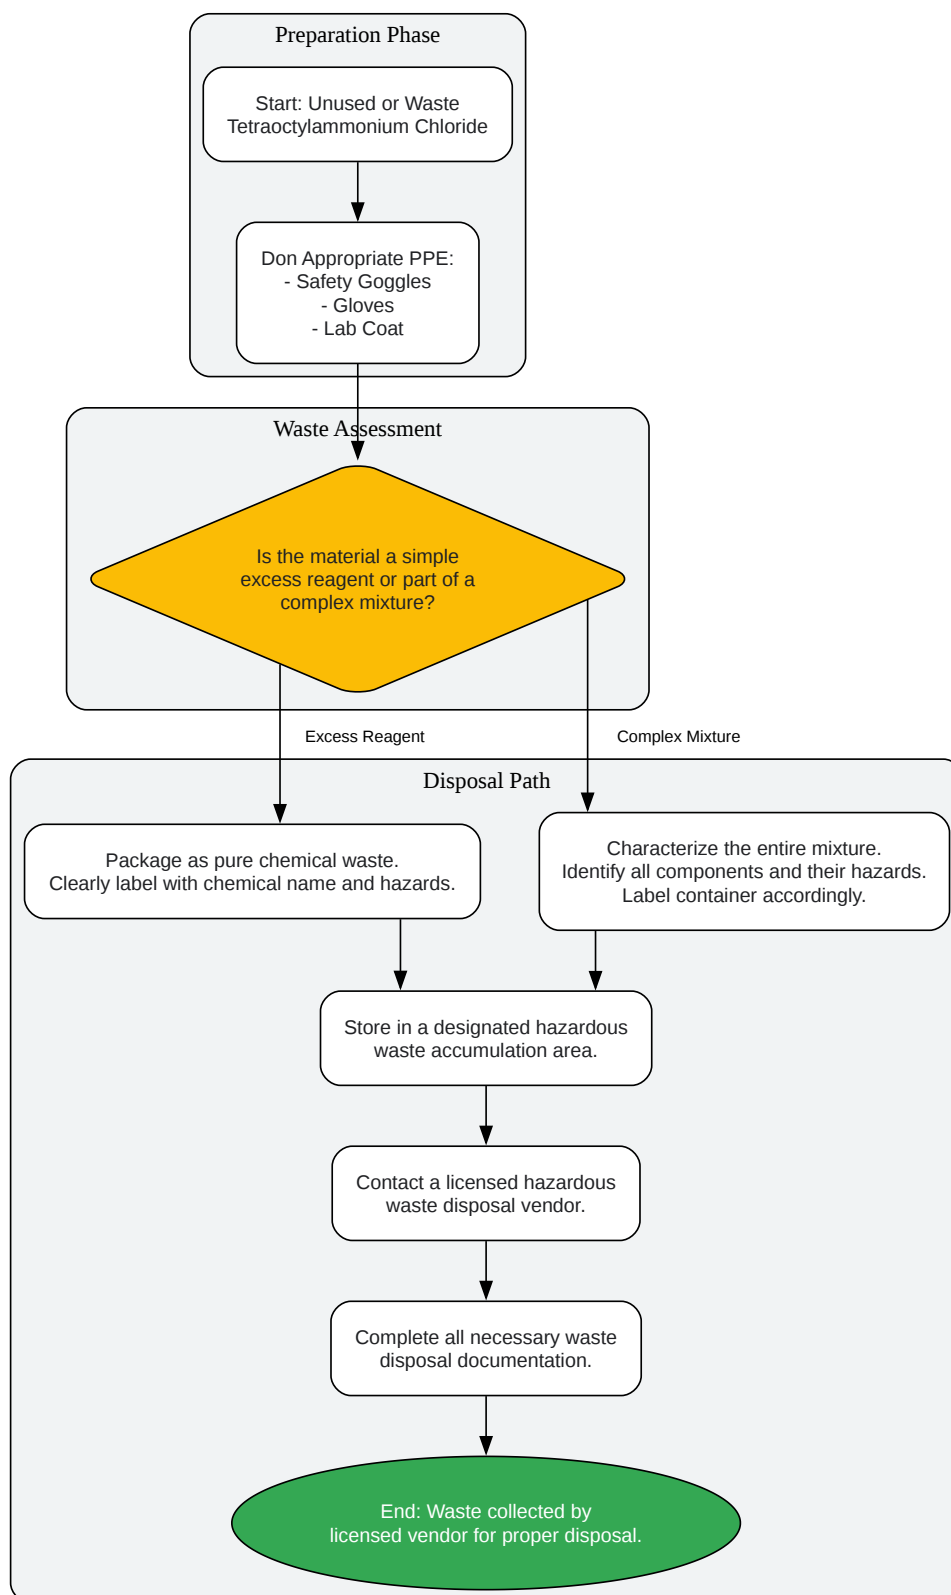 Preparation Phase
Start: Unused or Waste
Tetraoctylammonium Chloride
Don Appropriate PPE:
- Safety Goggles
- Gloves
- Lab Coat
Waste Assessment
Is the material a simple
excess reagent or part of a
complex mixture?
Excess Reagent
Complex Mixture
Disposal Path
Package as pure chemical waste.
Clearly label with chemical name and hazards.
Characterize the entire mixture.
Identify all components and their hazards.
Label container accordingly.
Store in a designated hazardous
waste accumulation area.
Contact a licensed hazardous
waste disposal vendor.
Complete all necessary waste
disposal documentation.
End: Waste collected by
licensed vendor for proper disposal.